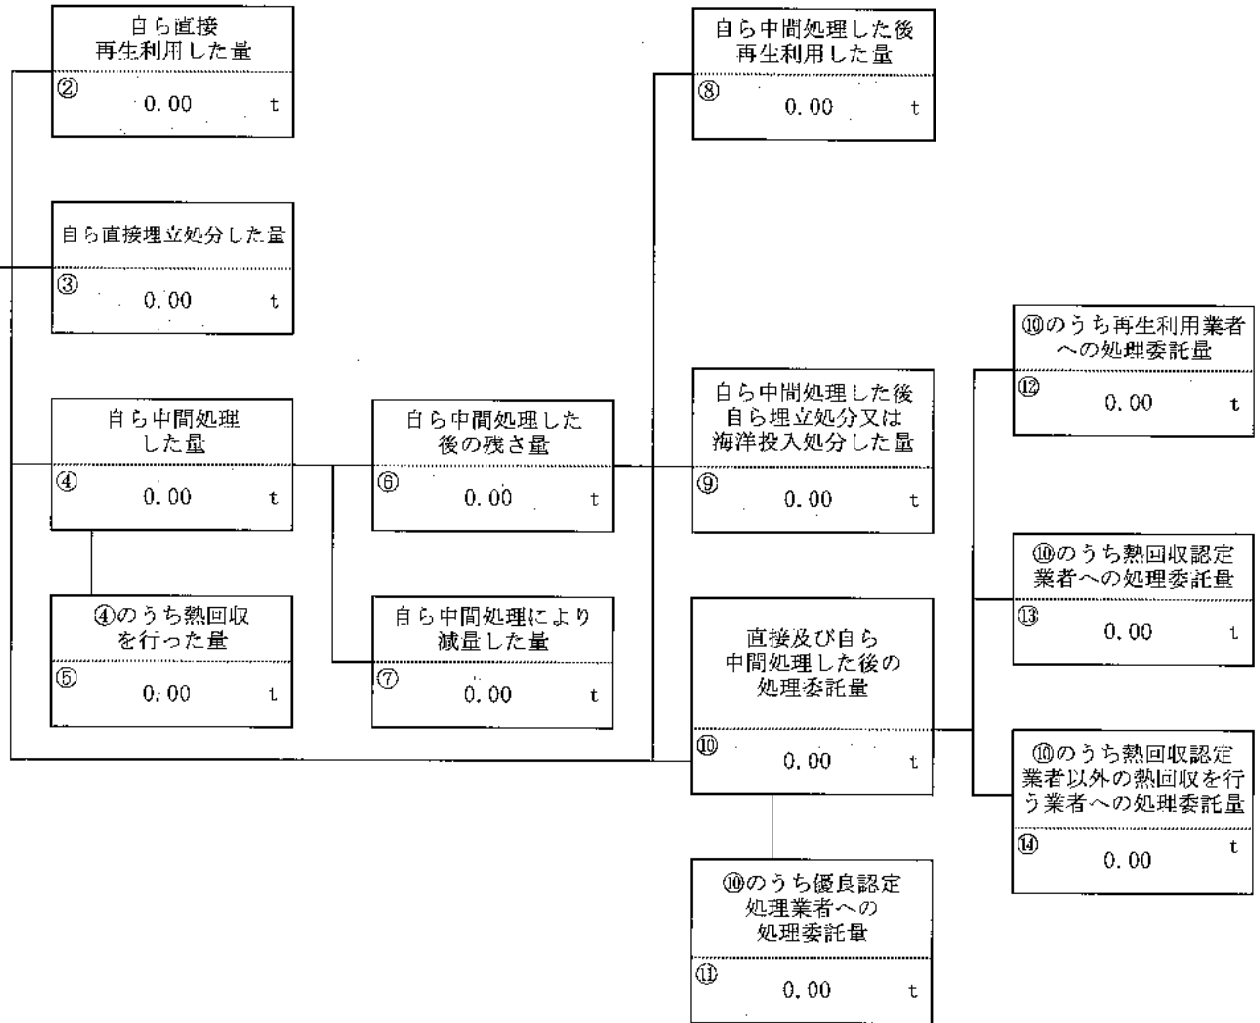 自ら直接
再生利用した量
②
0.00 t
自ら直接埋立処分した量
③
0.00 t
自ら中間処理
した量
④
0.00 t
④のうち熱回収
を行った量
⑤
0.00 t
自ら中間処理した
後の残さ量
⑥
0.00 t
自ら中間処理により
減量した量
⑦
0.00 t
自ら中間処理した後
再生利用した量
⑧
0.00 t
自ら中間処理した後
自ら埋立処分又は
海洋投入処分した量
⑨
0.00 t
直接及び自ら
中間処理した後の
処理委託量
⑩
0.00 t
⑩のうち優良認定
処理業者への
処理委託量
⑪
0.00 t
⑩のうち再生利用業者
への処理委託量
⑫
0.00 t
⑩のうち熱回収認定
業者への処理委託量
⑬
0.00 t
⑩のうち熱回収認定
業者以外の熱回収を行
う業者への処理委託量
⑭
0.00 t